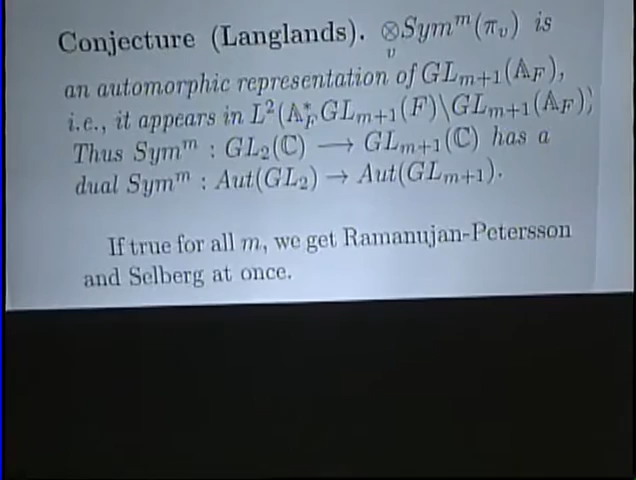 Conjecture (Langlands). ⊗_v Sym^m(π_v) is
an automorphic representation of GL_{m+1}(𝔸_F),
i.e., it appears in L²(𝔸*_F GL_{m+1}(F)\GL_{m+1}(𝔸_F))
Thus Sym^m : GL_2(ℂ) ⟶ GL_{m+1}(ℂ) has a
dual Sym^m : Aut(GL_2) → Aut(GL_{m+1}).
If true for all m, we get Ramanujan-Petersson
and Selberg at once.